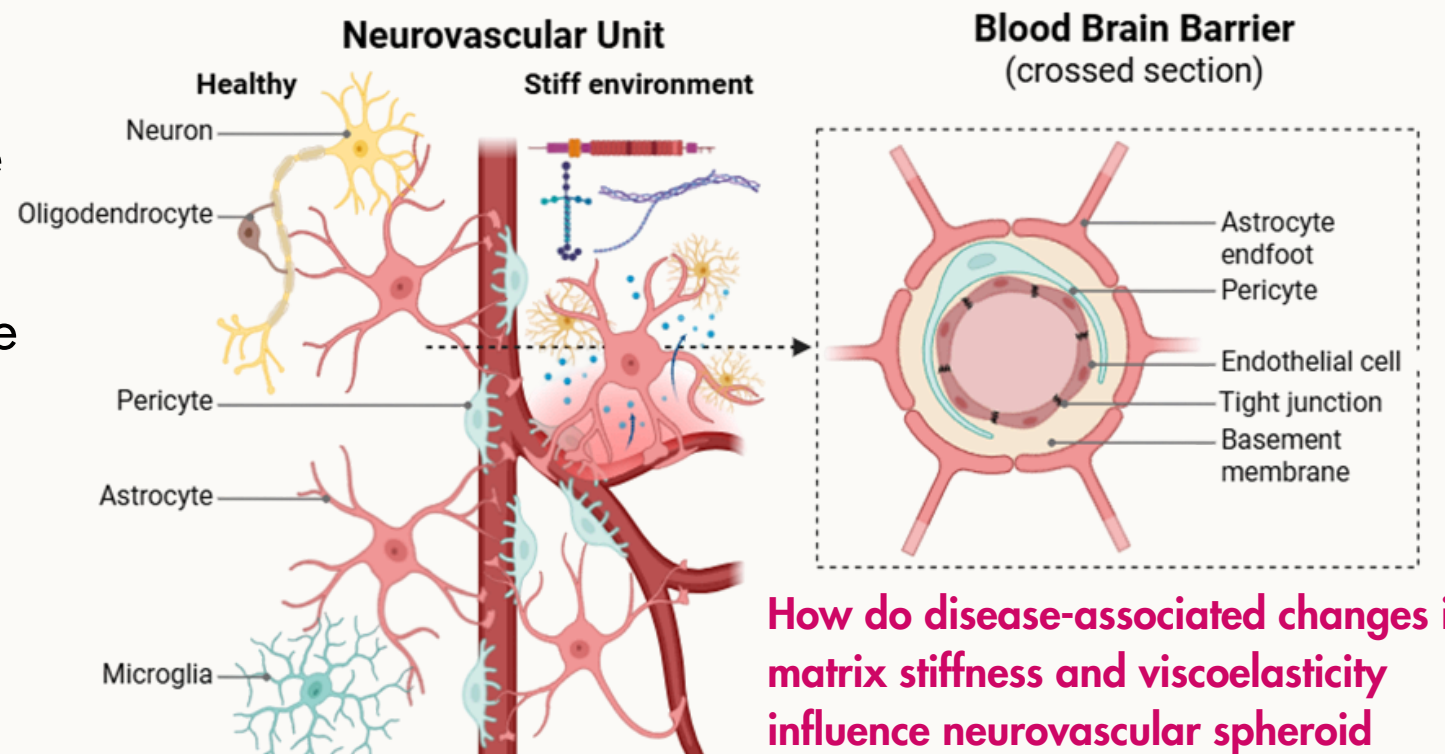 Neurovascular Unit
Healthy
Stiff environment
Neuron
Oligodendrocyte
Pericyte
Astrocyte
Microglia
Blood Brain Barrier
(crossed section)
Astrocyte
endfoot
Pericyte
Endothelial cell
Tight junction
Basement
membrane
How do disease-associated changes
matrix stiffness and viscoelasticity
influence neurovascular spheroid